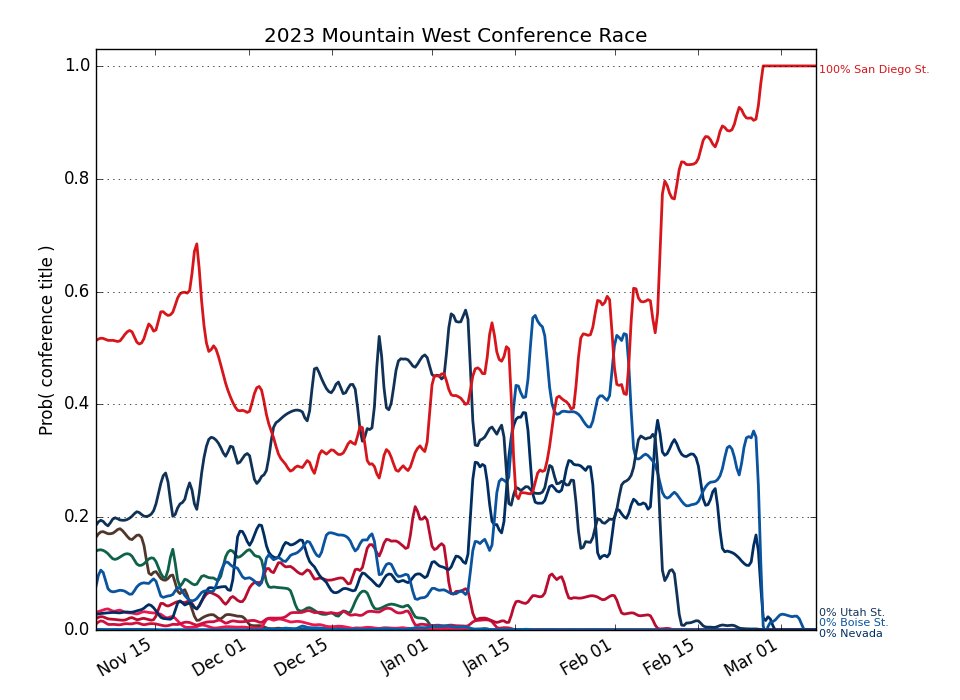 2023 Mountain West Conference Race
Prob( conference title )
1.0
0.8
0.6
0.4
0.2
0.0
100% San Diego St.
0% Utah St.
0% Boise St.
0% Nevada
Nov 15
Dec 01
Dec 15
Jan 01
Jan 15
Feb 01
Feb 15
Mar 01